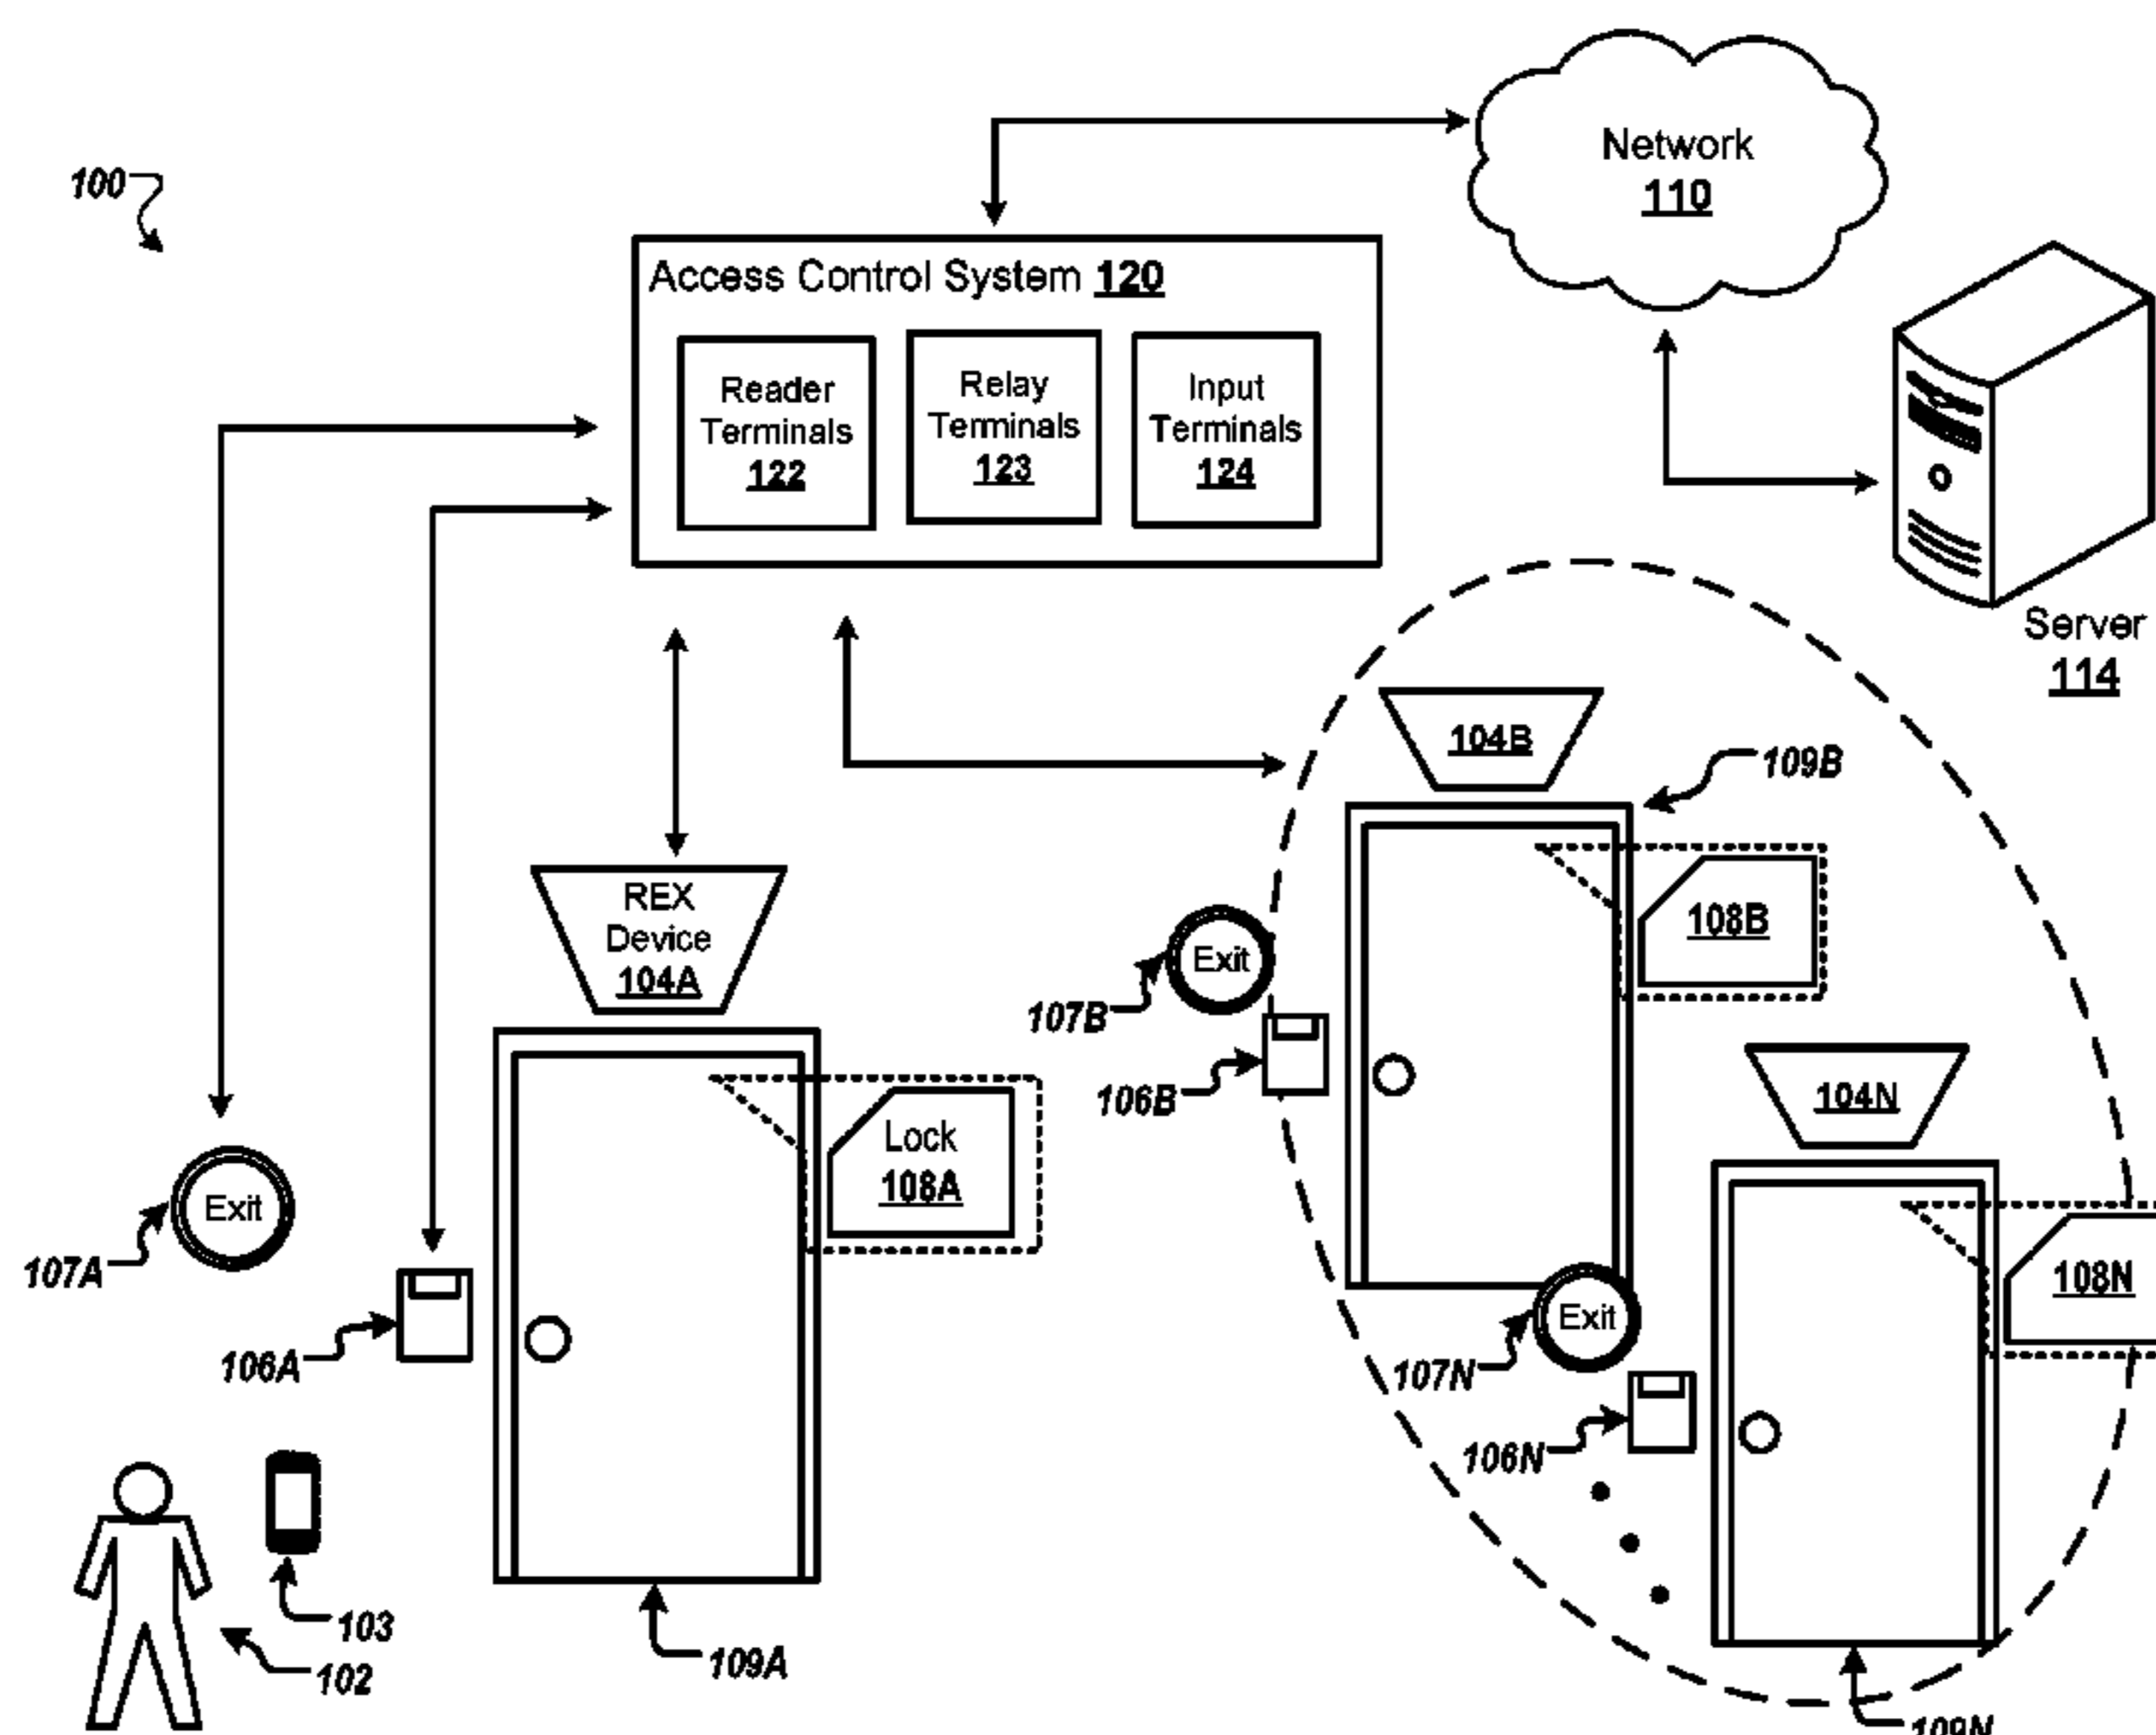 100
Network
110
Access Control System 120
Reader
Terminals
122
Relay
Terminals
123
Input
Terminals
124
Server
114
104B
109B
REX
Device
104A
108B
Exit
107B
106B
104N
Lock
108A
Exit
107A
108N
Exit
107N
106A
106N
103
102
109A
109N